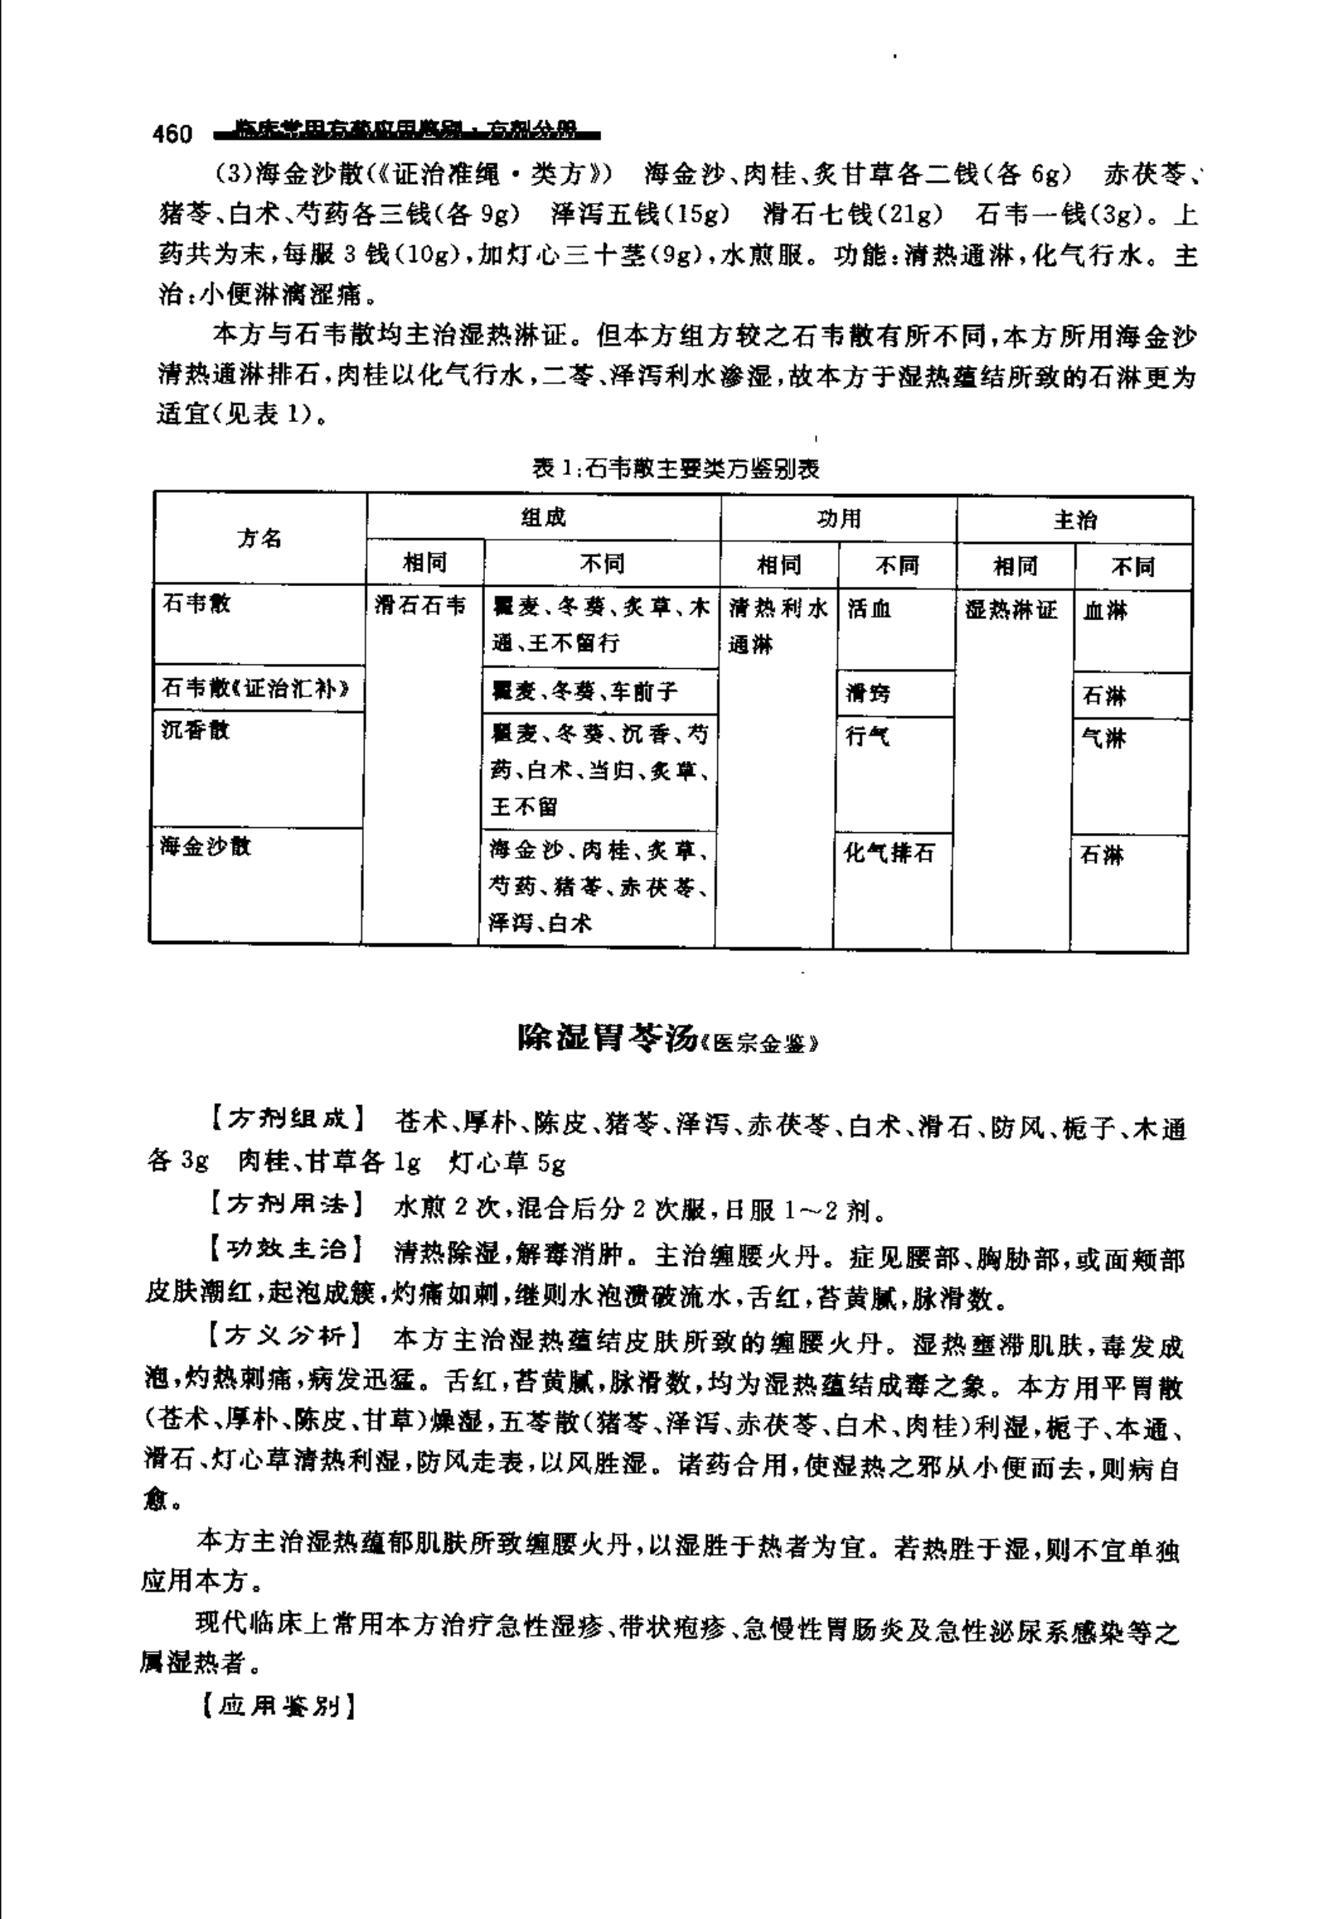 460 临床常用方药应用鉴别·方剂分册
(3)海金沙散(《证治准绳·类方》) 海金沙、肉桂、炙甘草各二钱(各 6g) 赤茯苓、
猪苓、白术、芍药各三钱(各 9g) 泽泻五钱(15g) 滑石七钱(21g) 石韦一钱(3g)。上
药共为末,每服 3 钱(10g),加灯心三十茎(9g),水煎服。功能:清热通淋,化气行水。主
治:小便淋漓涩痛。
本方与石韦散均主治湿热淋证。但本方组方较之石韦散有所不同,本方所用海金沙
清热通淋排石,肉桂以化气行水,二苓、泽泻利水渗湿,故本方于湿热蕴结所致的石淋更为
适宜(见表 1)。
表 1:石韦散主要类方鉴别表
方名 组成 功用 主治
相同 不同 相同 不同 相同 不同
石韦散 滑石石韦 瞿麦、冬葵、炙草、木 清热利水 活血 湿热淋证 血淋
通、王不留行 通淋
石韦散《证治汇补》 瞿麦、冬葵、车前子 滑窍 石淋
沉香散 瞿麦、冬葵、沉香、芍 行气 气淋
药、白术、当归、炙草、
王不留
海金沙散 海金沙、肉桂、炙草、 化气排石 石淋
芍药、猪苓、赤茯苓、
泽泻、白术
除湿胃苓汤《医宗金鉴》
【方剂组成】 苍术、厚朴、陈皮、猪苓、泽泻、赤茯苓、白术、滑石、防风、栀子、木通
各 3g 肉桂、甘草各 1g 灯心草 5g
【方剂用法】 水煎 2 次,混合后分 2 次服,日服 1～2 剂。
【功效主治】 清热除湿,解毒消肿。主治缠腰火丹。症见腰部、胸胁部,或面颊部
皮肤潮红,起泡成簇,灼痛如刺,继则水泡溃破流水,舌红,苔黄腻,脉滑数。
【方义分析】 本方主治湿热蕴结皮肤所致的缠腰火丹。湿热壅滞肌肤,毒发成
泡,灼热刺痛,病发迅猛。舌红,苔黄腻,脉滑数,均为湿热蕴结成毒之象。本方用平胃散
(苍术、厚朴、陈皮、甘草)燥湿,五苓散(猪苓、泽泻、赤茯苓、白术、肉桂)利湿,栀子、本通、
滑石、灯心草清热利湿,防风走表,以风胜湿。诸药合用,使湿热之邪从小便而去,则病自
愈。
本方主治湿热蕴郁肌肤所致缠腰火丹,以湿胜于热者为宜。若热胜于湿,则不宜单独
应用本方。
现代临床上常用本方治疗急性湿疹、带状疱疹、急慢性胃肠炎及急性泌尿系感染等之
属湿热者。
【应用鉴别】